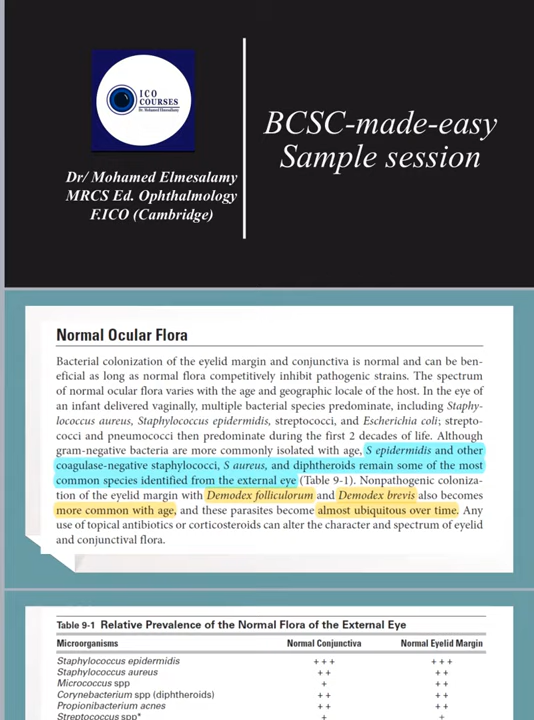 ICO
COURSES
Dr. Mohamed Elmesalamy
Dr/ Mohamed Elmesalamy
MRCS Ed. Ophthalmology
F.ICO (Cambridge)
BCSC-made-easy
Sample session
Normal Ocular Flora
Bacterial colonization of the eyelid margin and conjunctiva is normal and can be ben-
eficial as long as normal flora competitively inhibit pathogenic strains. The spectrum
of normal ocular flora varies with the age and geographic locale of the host. In the eye of
an infant delivered vaginally, multiple bacterial species predominate, including Staphy-
lococcus aureus, Staphylococcus epidermidis, streptococci, and Escherichia coli; strepto-
cocci and pneumococci then predominate during the first 2 decades of life. Although
gram-negative bacteria are more commonly isolated with age, S epidermidis and other
coagulase-negative staphylococci, S aureus, and diphtheroids remain some of the most
common species identified from the external eye (Table 9-1). Nonpathogenic coloniza-
tion of the eyelid margin with Demodex folliculorum and Demodex brevis also becomes
more common with age, and these parasites become almost ubiquitous over time. Any
use of topical antibiotics or corticosteroids can alter the character and spectrum of eyelid
and conjunctival flora.
Table 9-1 Relative Prevalence of the Normal Flora of the External Eye
Microorganisms Normal Conjunctiva Normal Eyelid Margin
Staphylococcus epidermidis +++ +++
Staphylococcus aureus ++ ++
Micrococcus spp + ++
Corynebacterium spp (diphtheroids) ++ ++
Propionibacterium acnes ++ ++
Streptococcus spp* + +